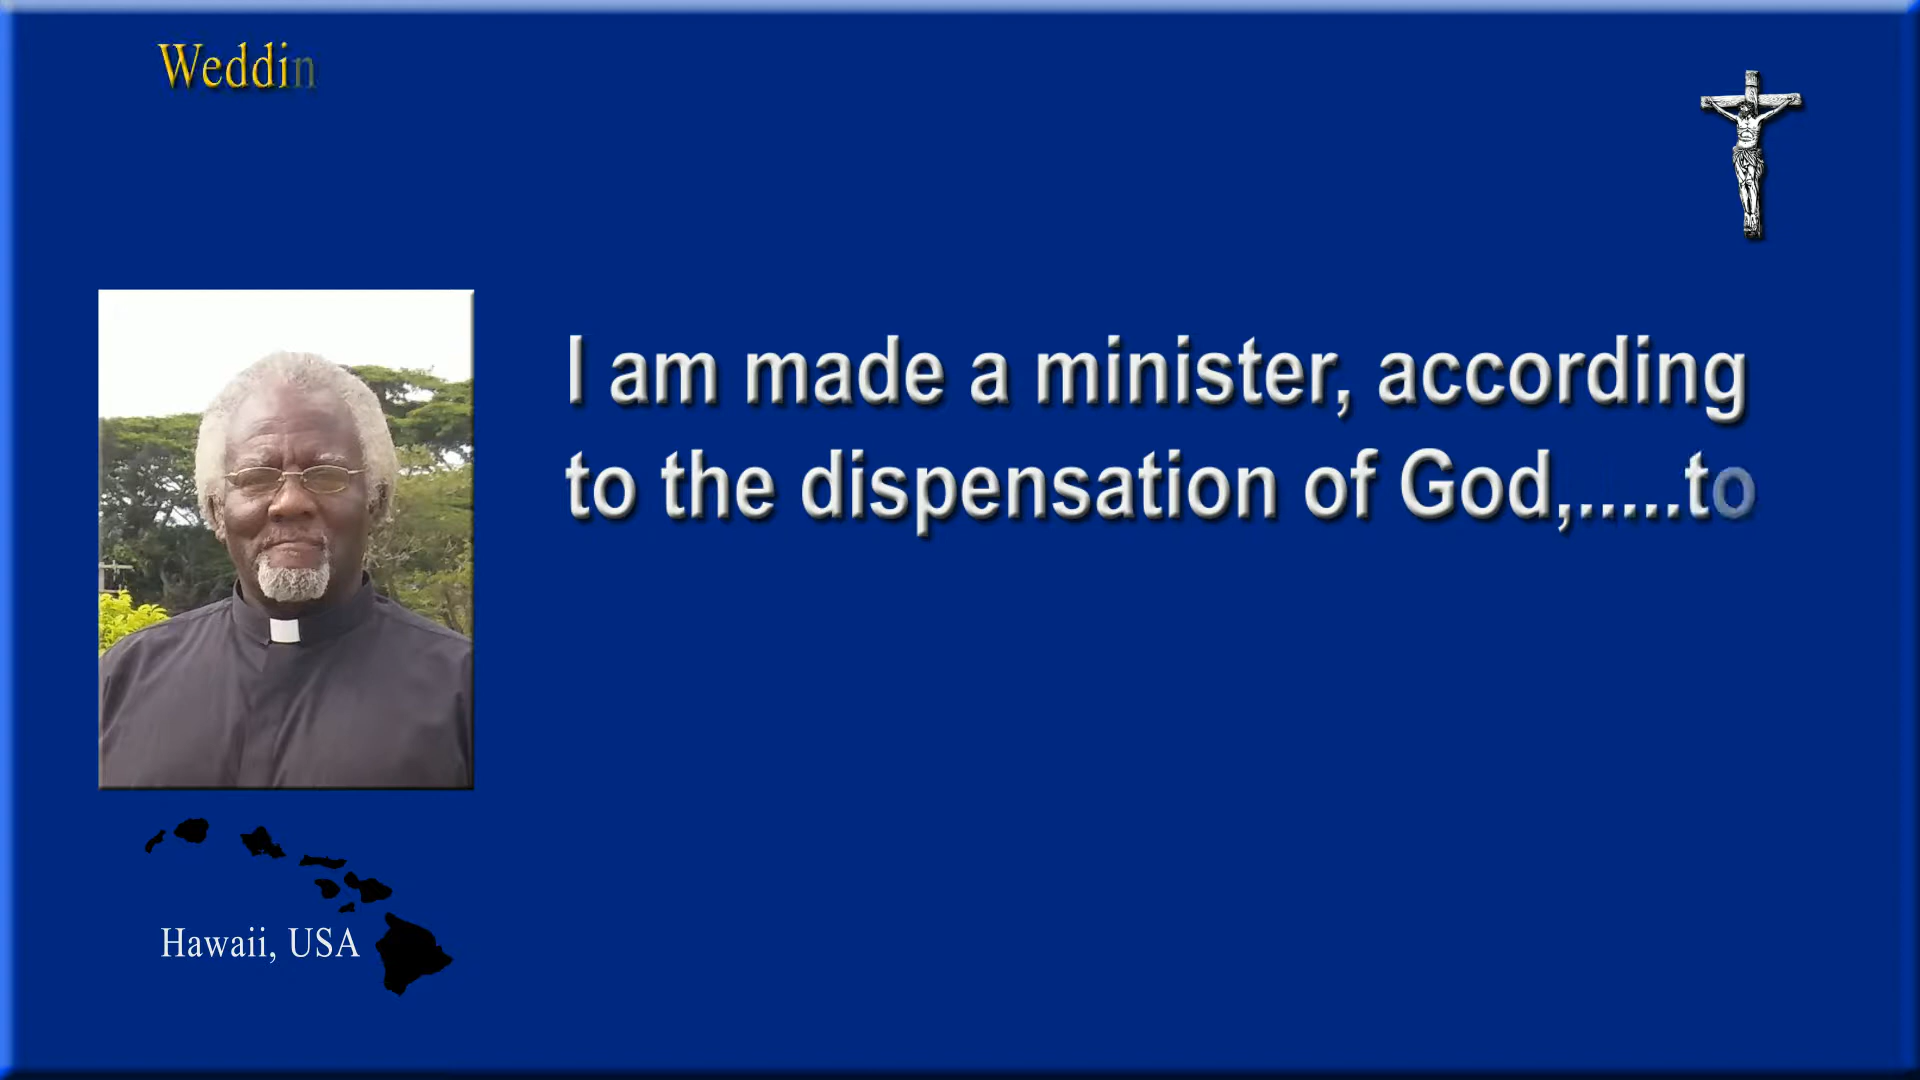 Weddin
I am made a minister, according
to the dispensation of God,.....to
Hawaii, USA